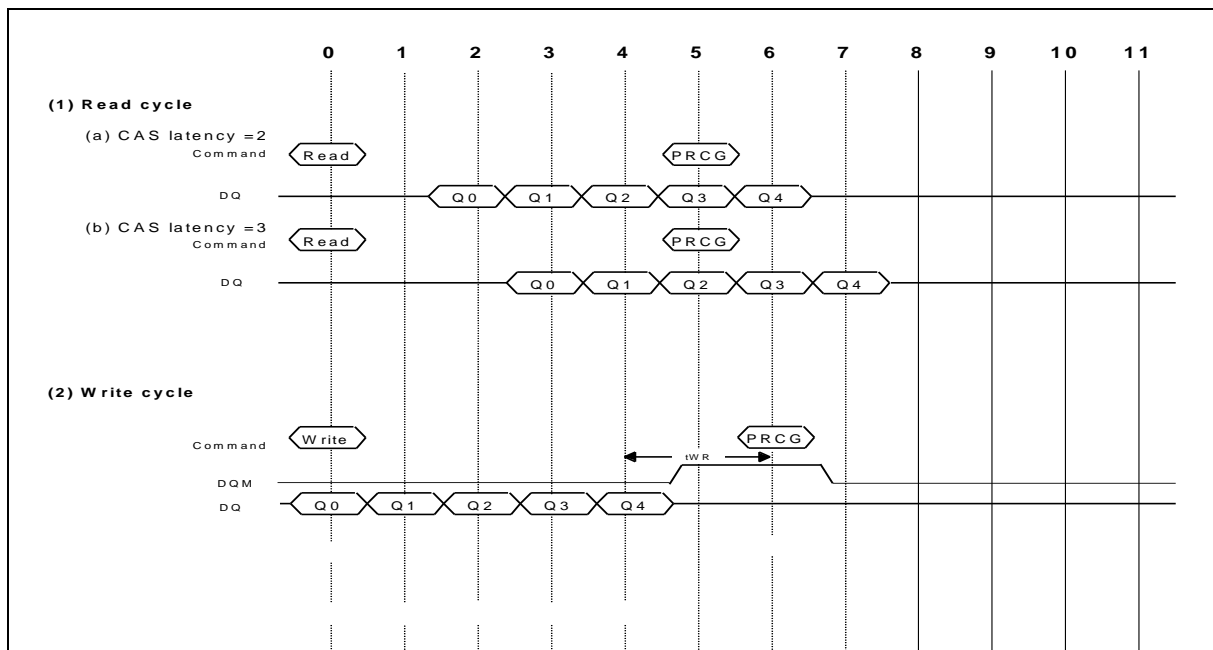 0 1 2 3 4 5 6 7 8 9 10 11
(1) Read cycle
(a) CAS latency =2
Command Read PRCG
DQ Q0 Q1 Q2 Q3 Q4
(b) CAS latency =3
Command Read PRCG
DQ Q0 Q1 Q2 Q3 Q4
(2) Write cycle
Command Write PRCG
tWR
DQM
DQ Q0 Q1 Q2 Q3 Q4